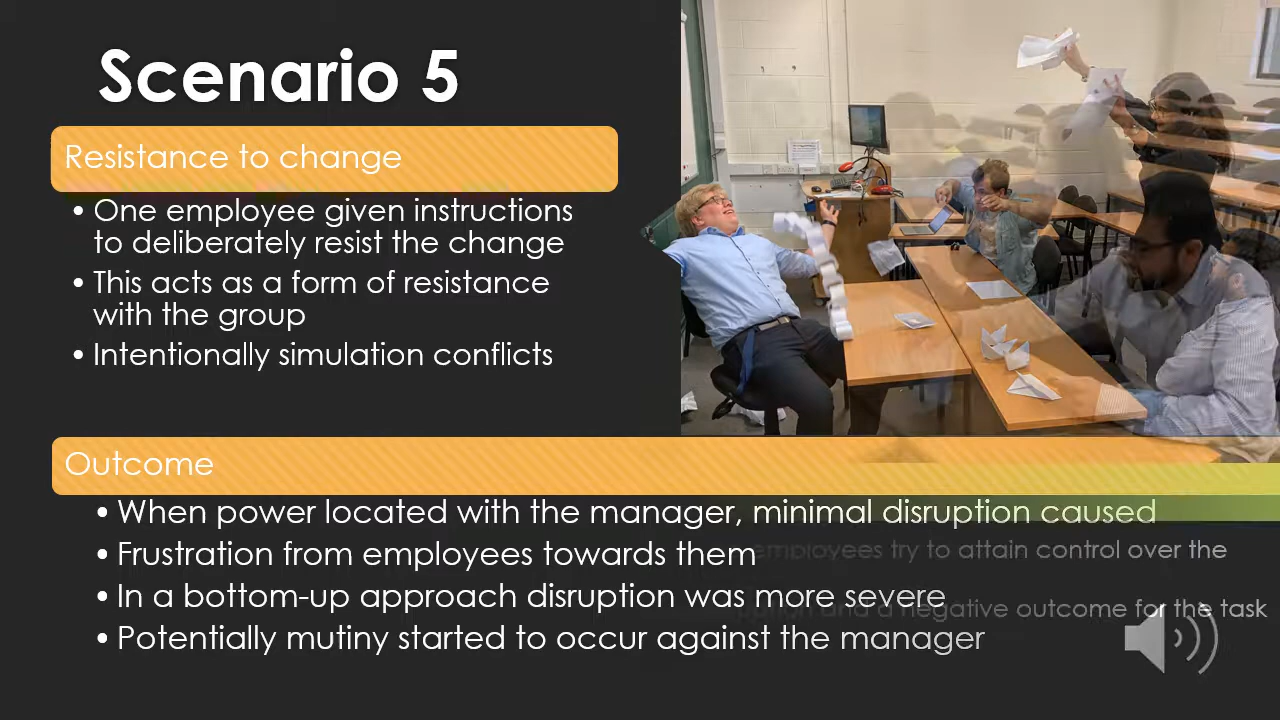 Scenario 5
Resistance to change
• One employee given instructions
to deliberately resist the change
• This acts as a form of resistance
with the group
• Intentionally simulation conflicts
Outcome
• When power located with the manager, minimal disruption caused
• Frustration from employees towards them
employees try to attain control over the
• In a bottom-up approach disruption was more severe
and a negative outcome for the task
• Potentially mutiny started to occur against the manager